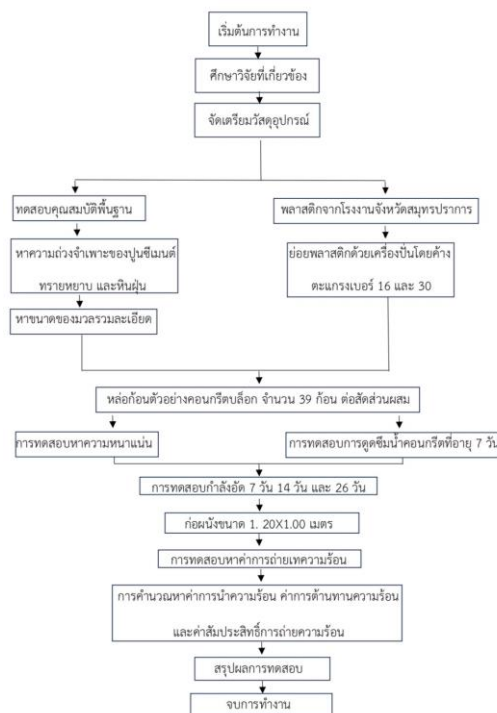 เริ่มต้นการทำงาน
ศึกษาวิจัยที่เกี่ยวข้อง
จัดเตรียมวัสดุอุปกรณ์
ทดสอบคุณสมบัติพื้นฐาน
พลาสติกจากโรงงานจังหวัดสมุทรปราการ
หาความถ่วงจำเพาะของปูนซีเมนต์
ทรายหยาบ และหินฝุ่น
ย่อยพลาสติกด้วยเครื่องปั่นโดยค้าง
ตะแกรงเบอร์ 16 และ 30
หาขนาดของมวลรวมละเอียด
หล่อก้อนตัวอย่างคอนกรีตบล็อก จำนวน 39 ก้อน ต่อสัดส่วนผสม
การทดสอบหาความหนาแน่น
การทดสอบการดูดซึมน้ำคอนกรีตที่อายุ 7 วัน
การทดสอบกำลังอัด 7 วัน 14 วัน และ 26 วัน
ก่อผนังขนาด 1. 20X1.00 เมตร
การทดสอบหาค่าการถ่ายเทความร้อน
การคำนวณหาค่าการนำความร้อน ค่าการต้านทานความร้อน
และค่าสัมประสิทธิ์การถ่ายความร้อน
สรุปผลการทดสอบ
จบการทำงาน